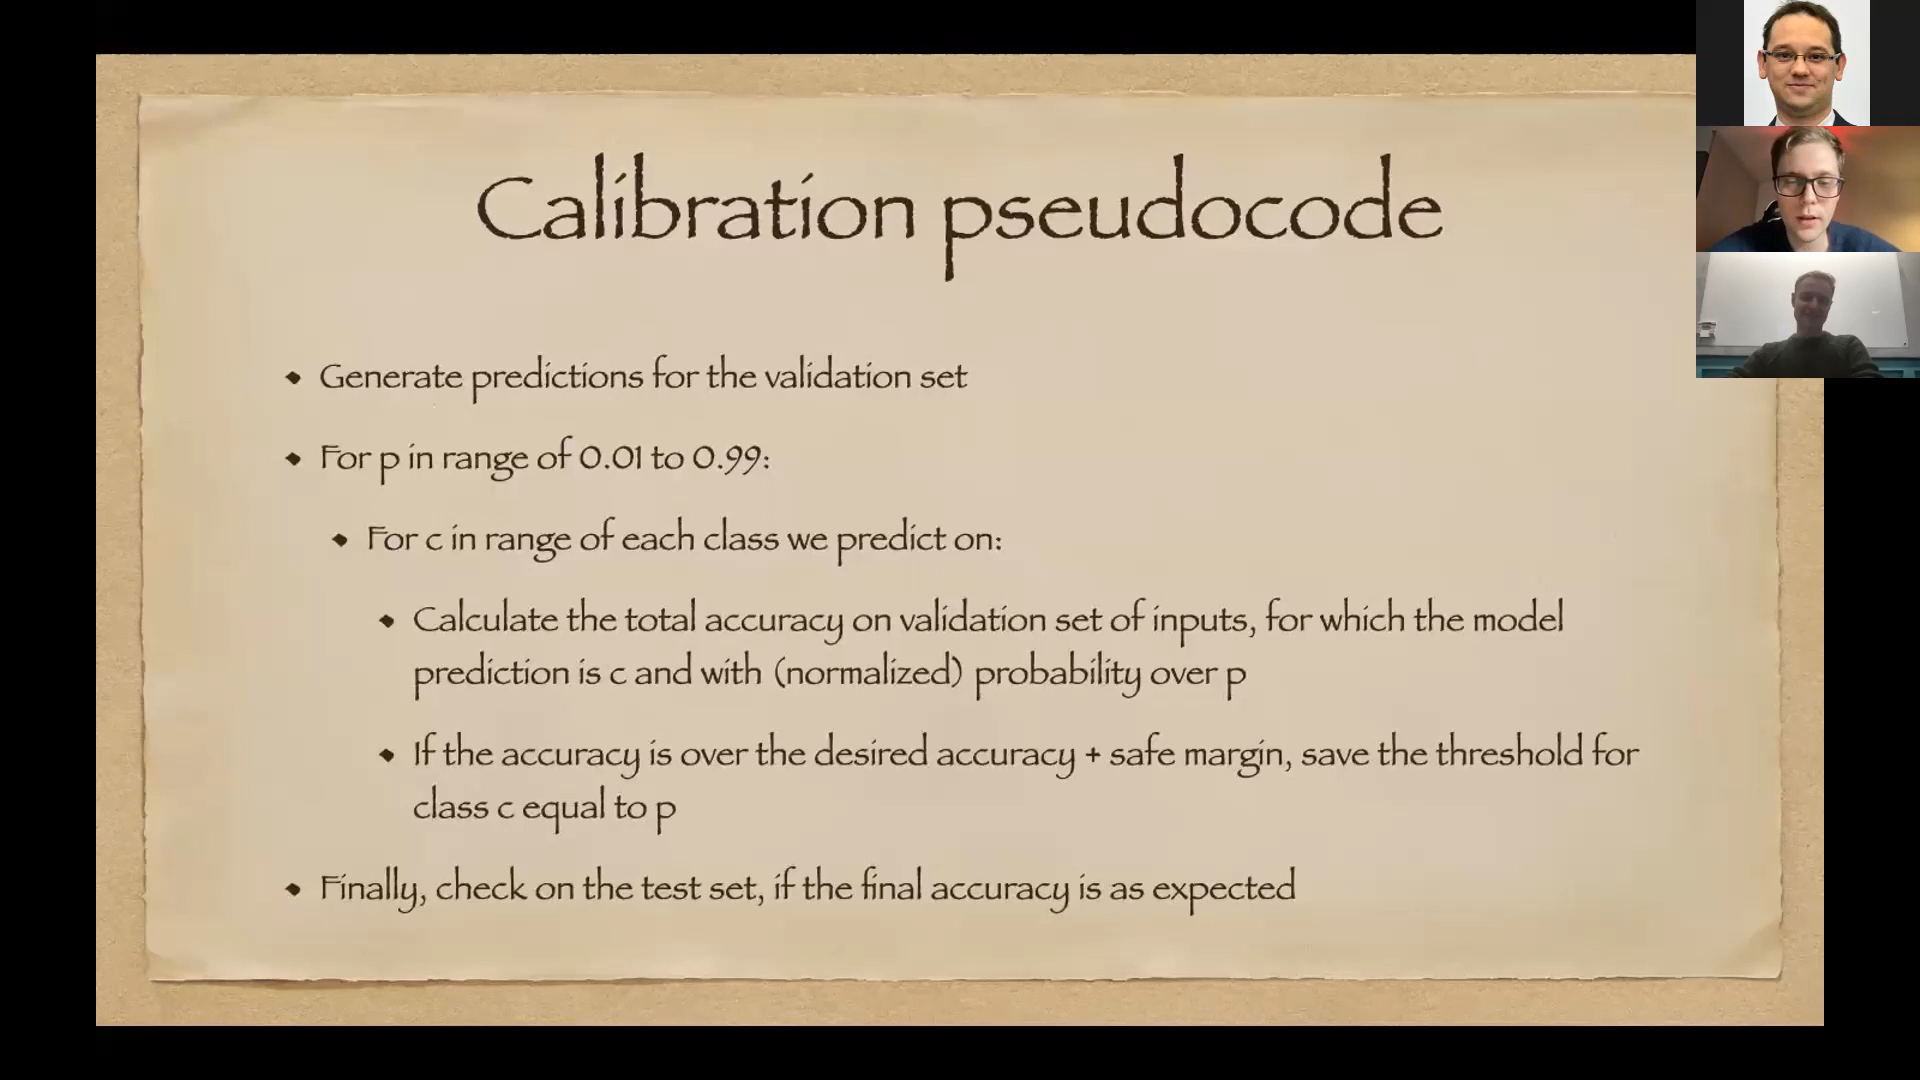 Calibration pseudocode
• Generate predictions for the validation set
• For p in range of 0.01 to 0.99:
• For c in range of each class we predict on:
• Calculate the total accuracy on validation set of inputs, for which the model
prediction is c and with (normalized) probability over p
• If the accuracy is over the desired accuracy + safe margin, save the threshold for
class c equal to p
• Finally, check on the test set, if the final accuracy is as expected